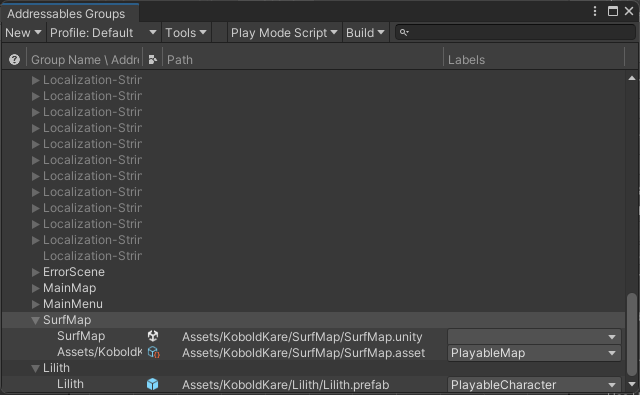 Addressables Groups
New Profile: Default Tools Play Mode Script Build
Group Name \ Addre Path Labels
Localization-Strin
Localization-Strin
Localization-Strin
Localization-Strin
Localization-Strin
Localization-Strin
Localization-Strin
Localization-Strin
Localization-Strin
Localization-Strin
Localization-Strin
Localization-Strin
ErrorScene
MainMap
MainMenu
SurfMap
SurfMap Assets/KoboldKare/SurfMap/SurfMap.unity
Assets/KoboldK Assets/KoboldKare/SurfMap/SurfMap.asset PlayableMap
Lilith
Lilith Assets/KoboldKare/Lilith/Lilith.prefab PlayableCharacter